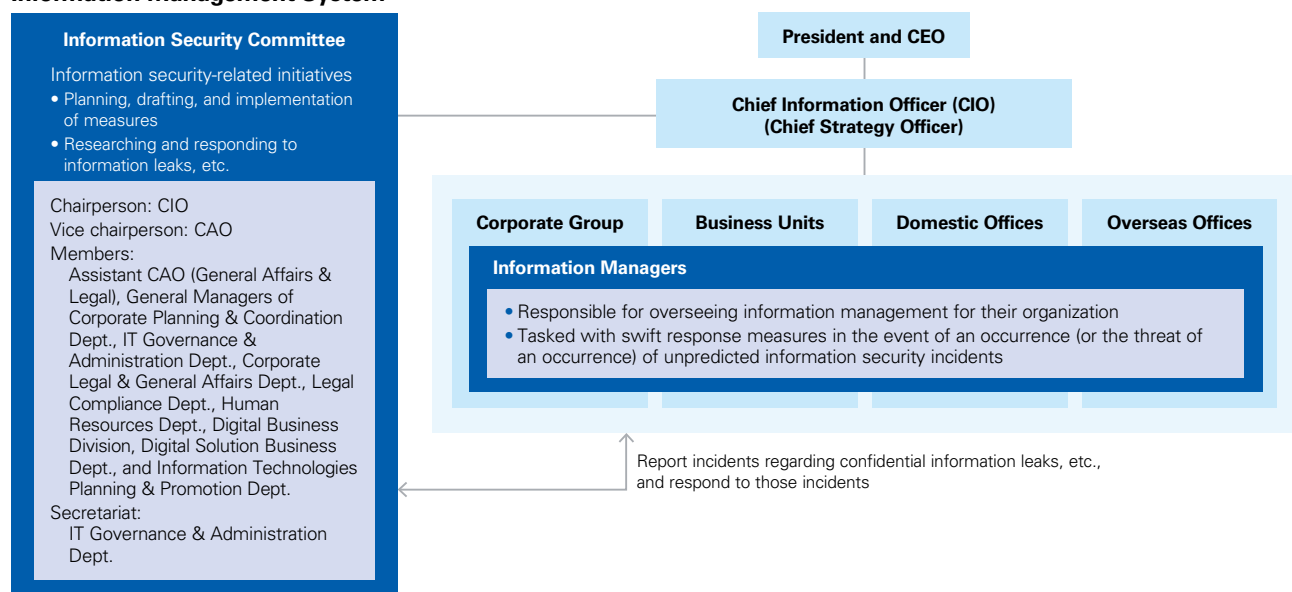 Information Management System
Information Security Committee
Information security-related initiatives
• Planning, drafting, and implementation
of measures
• Researching and responding to
information leaks, etc.
Chairperson: CIO
Vice chairperson: CAO
Members:
Assistant CAO (General Affairs &
Legal), General Managers of
Corporate Planning & Coordination
Dept., IT Governance &
Administration Dept., Corporate
Legal & General Affairs Dept., Legal
Compliance Dept., Human
Resources Dept., Digital Business
Division, Digital Solution Business
Dept., and Information Technologies
Planning & Promotion Dept.
Secretariat:
IT Governance & Administration
Dept.
President and CEO
Chief Information Officer (CIO)
(Chief Strategy Officer)
Corporate Group
Business Units
Domestic Offices
Overseas Offices
Information Managers
• Responsible for overseeing information management for their organization
• Tasked with swift response measures in the event of an occurrence (or the threat of
an occurrence) of unpredicted information security incidents
Report incidents regarding confidential information leaks, etc.,
and respond to those incidents